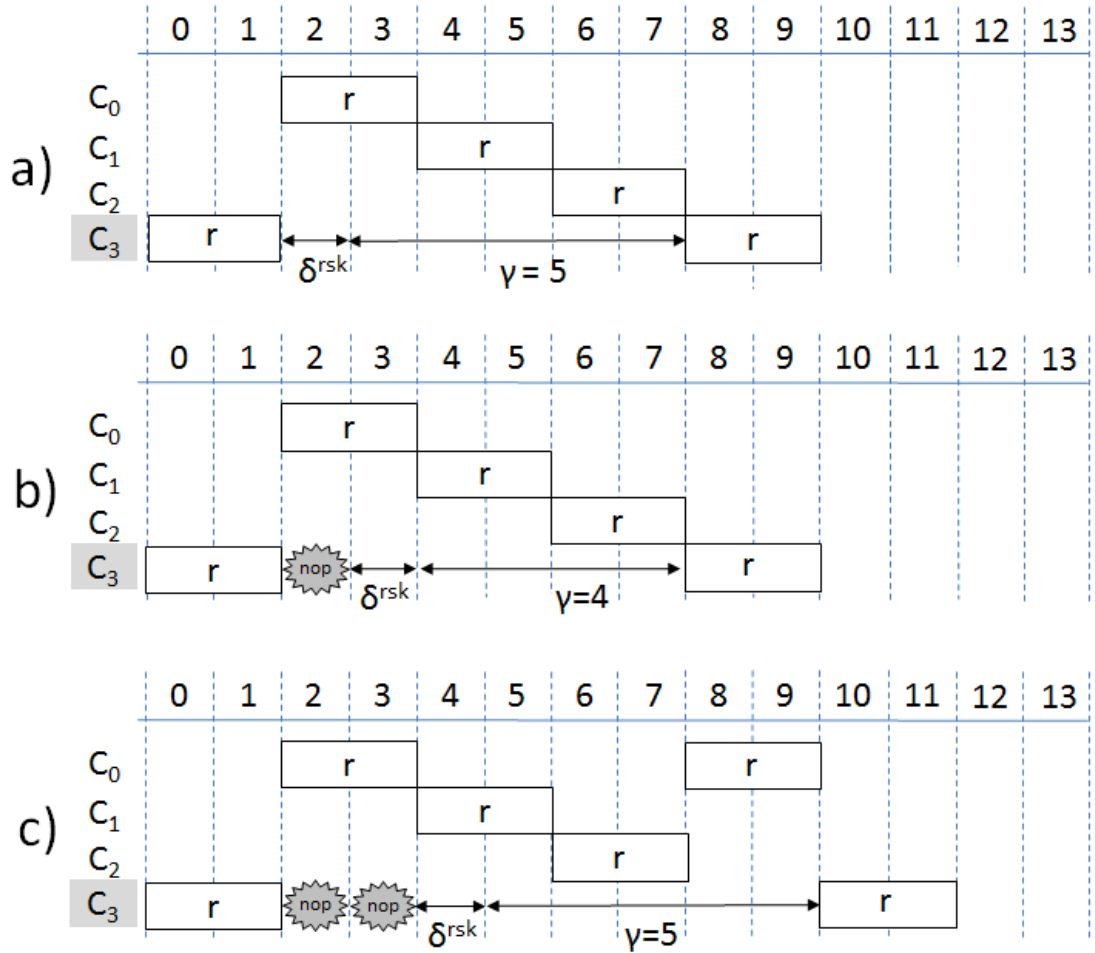 0 1 2 3 4 5 6 7 8 9 10 11 12 13
C0 r
C1 r
a)
C2 r
C3 r r
δrsk γ = 5
0 1 2 3 4 5 6 7 8 9 10 11 12 13
C0 r
C1 r
b)
C2 r
C3 r nop r
δrsk γ=4
0 1 2 3 4 5 6 7 8 9 10 11 12 13
C0 r r
C1 r
c)
C2 r
C3 r nop nop r
δrsk γ=5